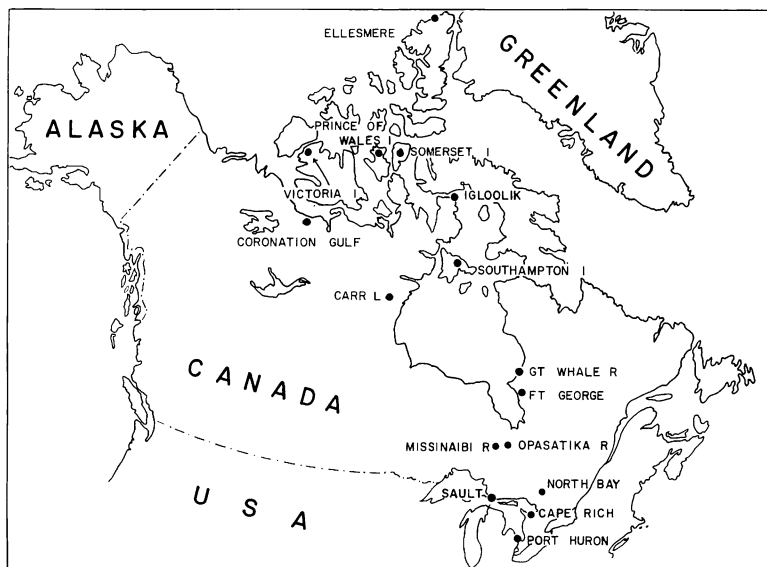 ELLESMERE
GREENLAND
ALASKA
PRINCE OF
WALES I
SOMERSET I
VICTORIA I
IGLOOLIK
CORONATION GULF
SOUTHAMPTON I
CARR L
CANADA
GT WHALE R
FT GEORGE
MISSINAIBI R
OPASATIKA R
USA
SAULT
NORTH BAY
CAPE RICH
PORT HURON